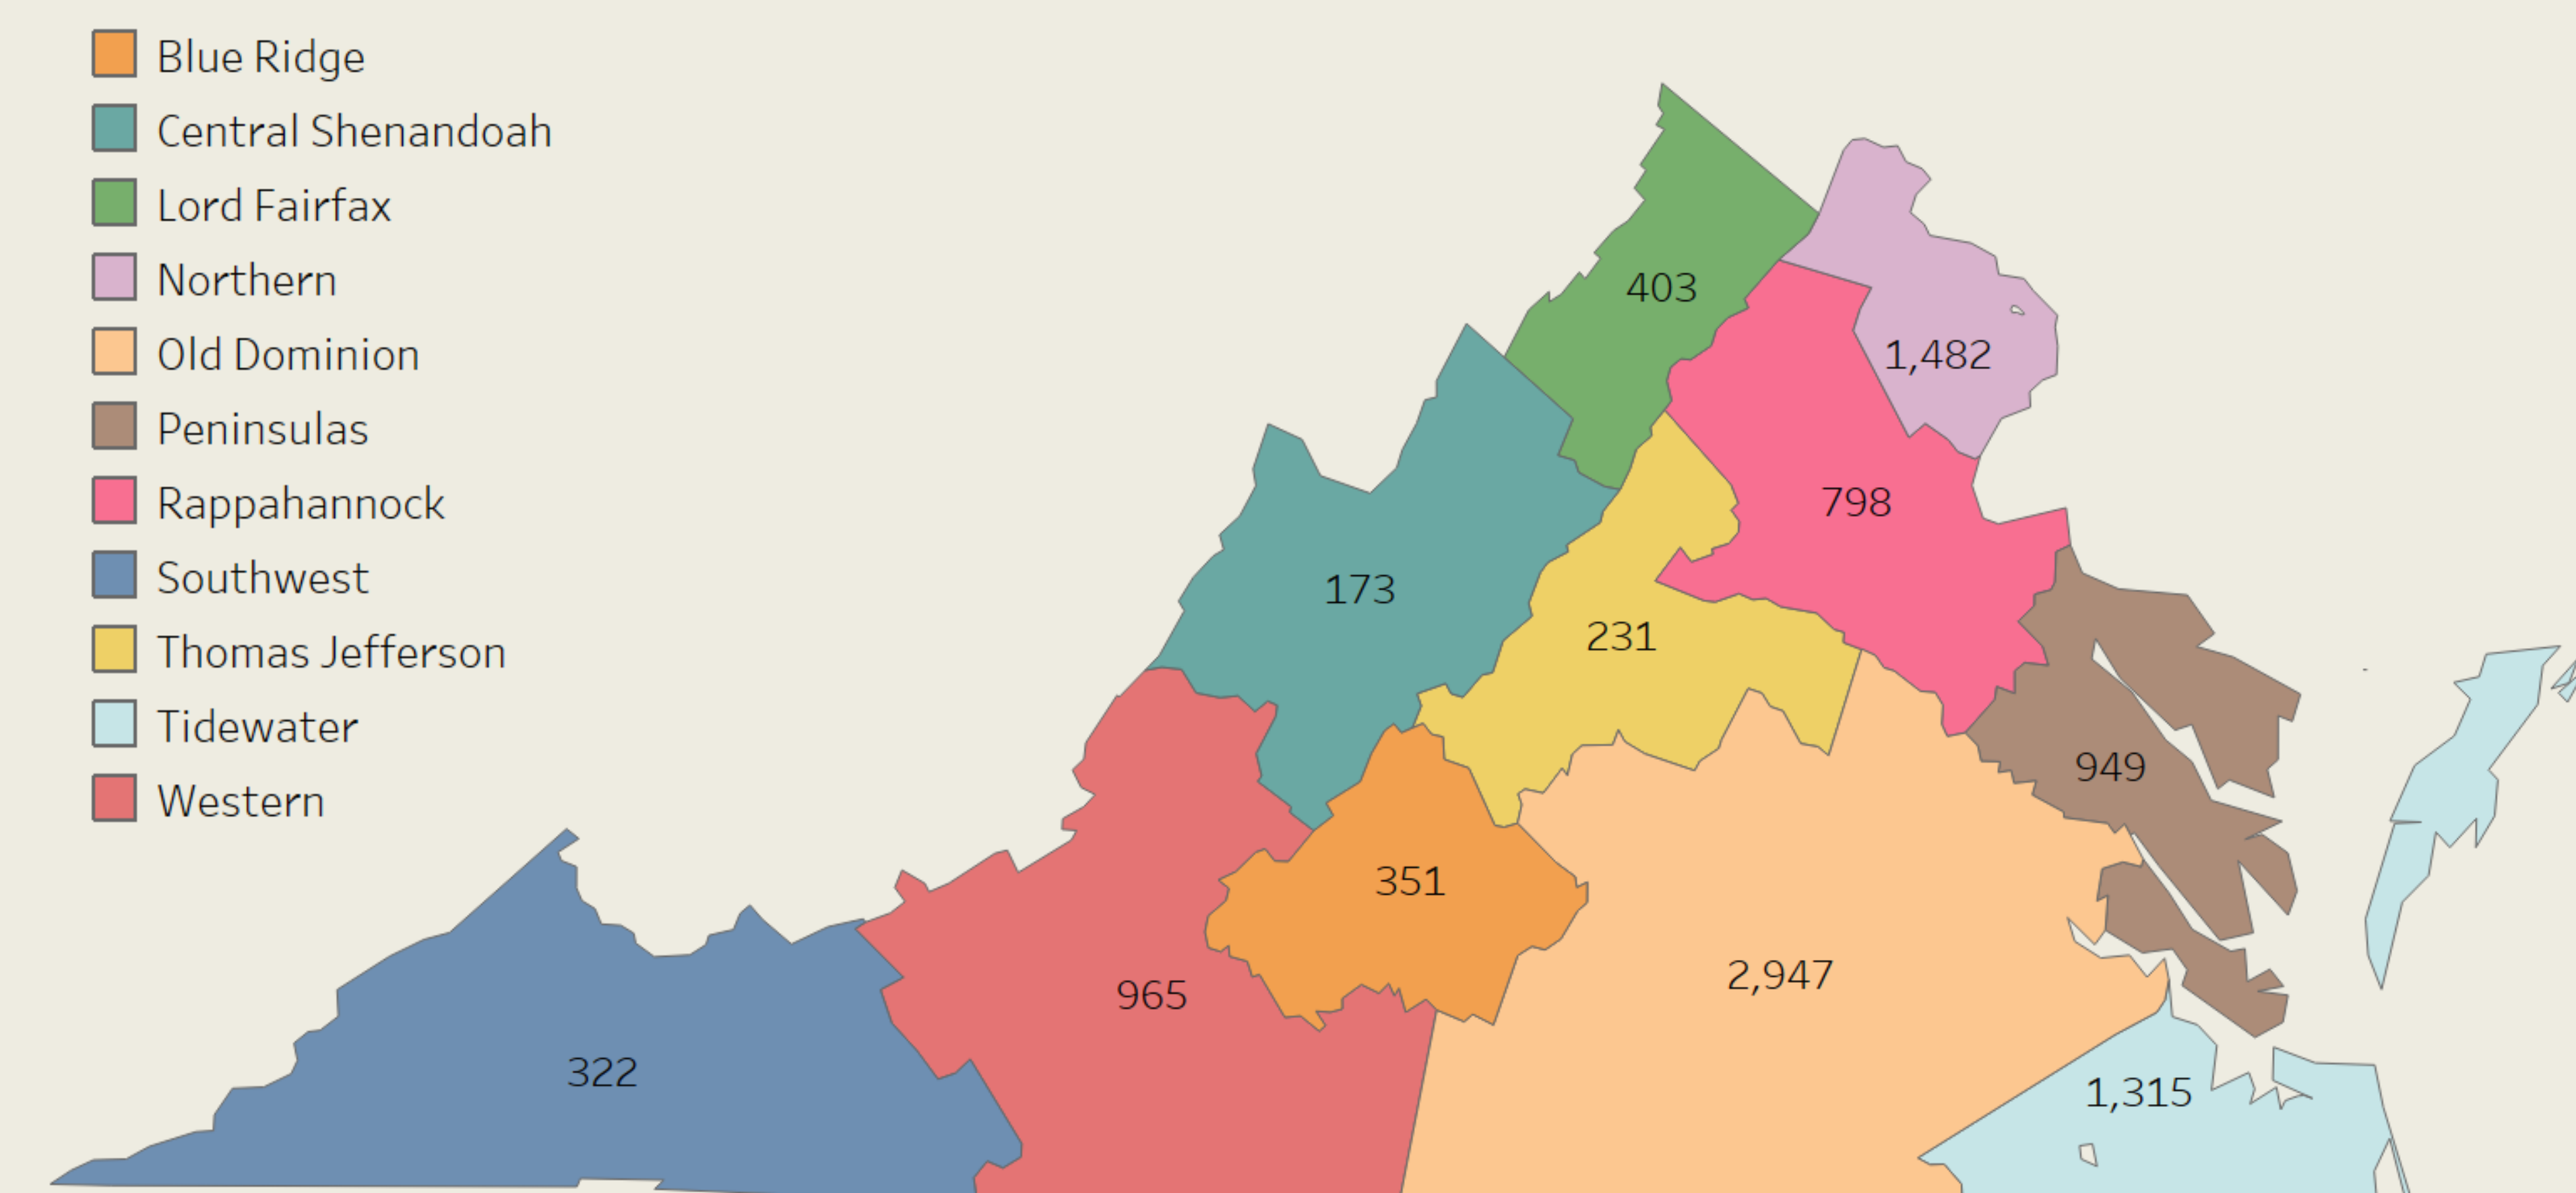 Blue Ridge
Central Shenandoah
Lord Fairfax
Northern
Old Dominion
Peninsulas
Rappahannock
Southwest
Thomas Jefferson
Tidewater
Western
403
1,482
798
173
231
949
351
2,947
965
322
1,315